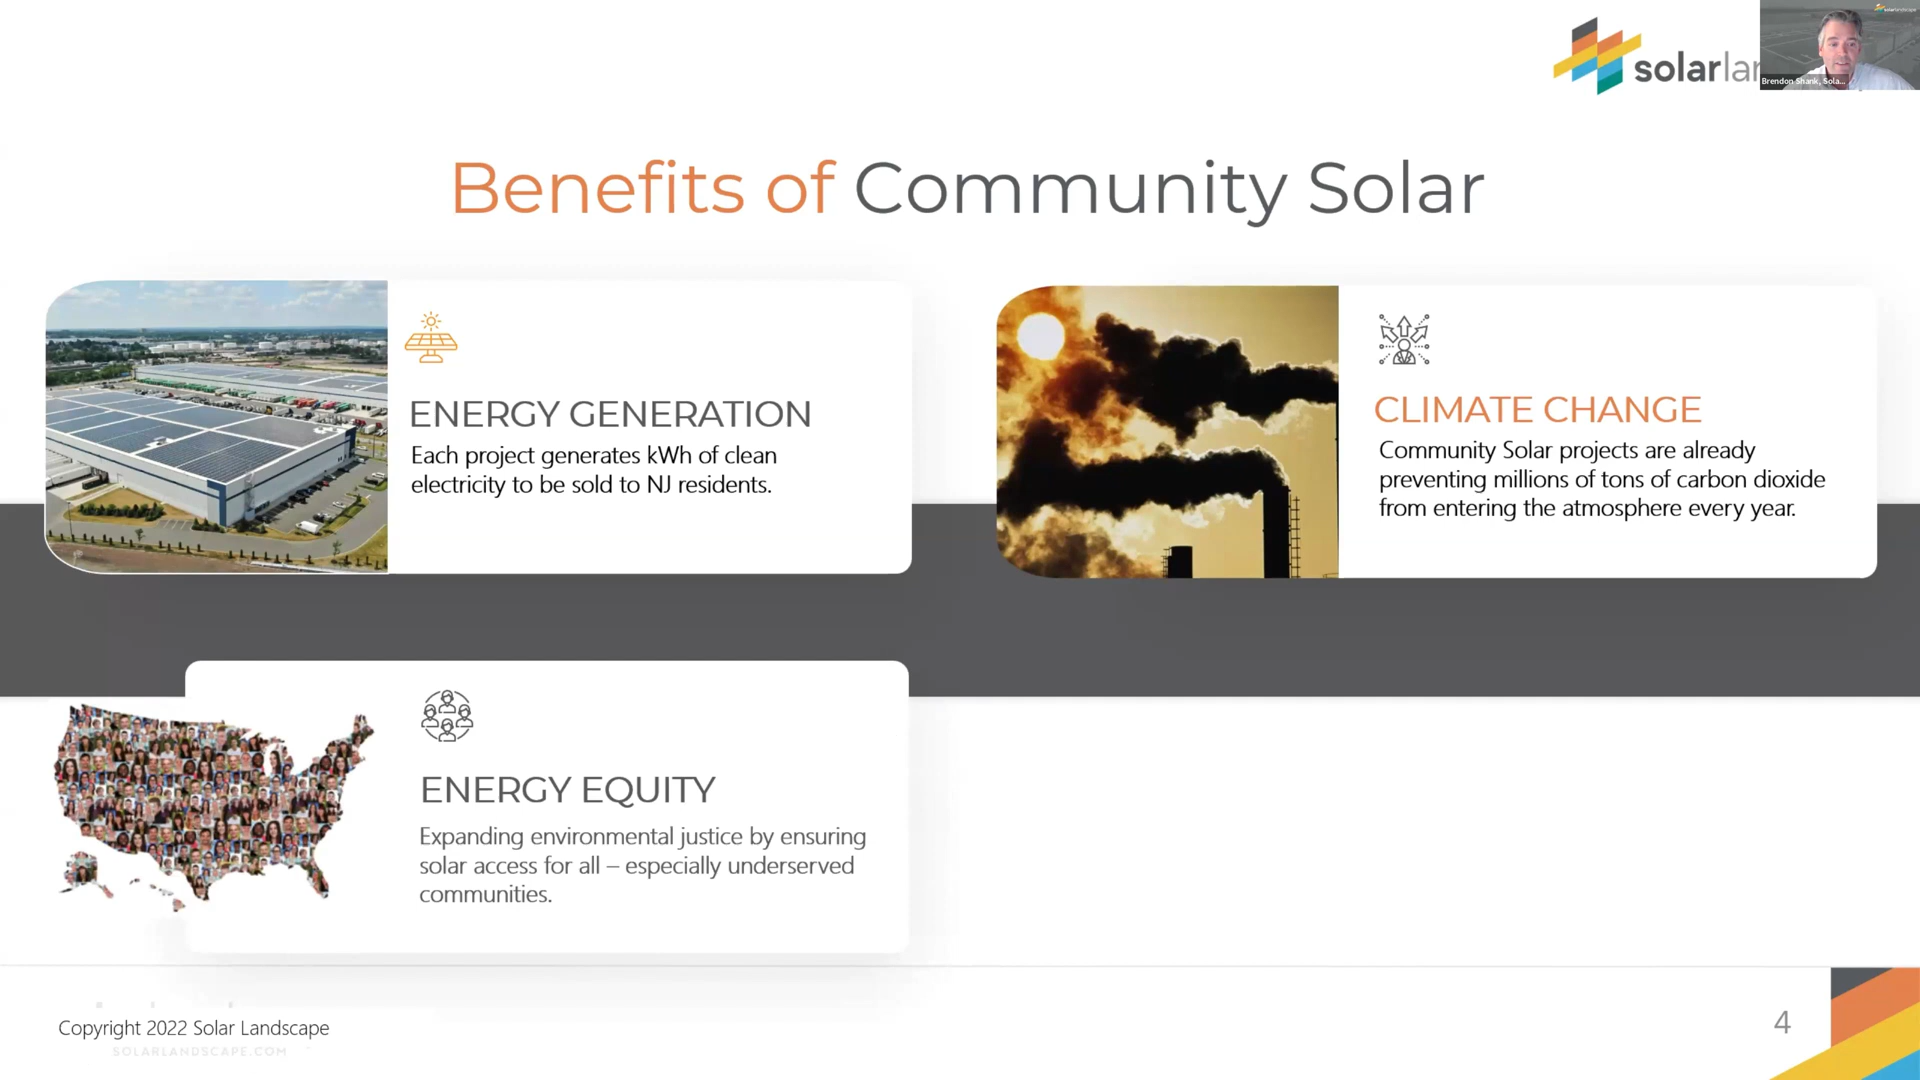 solarlan
Brendon Shank, Sola...
Benefits of Community Solar
ENERGY GENERATION
Each project generates kWh of clean
electricity to be sold to NJ residents.
CLIMATE CHANGE
Community Solar projects are already
preventing millions of tons of carbon dioxide
from entering the atmosphere every year.
ENERGY EQUITY
Expanding environmental justice by ensuring
solar access for all – especially underserved
communities.
Copyright 2022 Solar Landscape
SOLARLANDSCAPE.COM
4